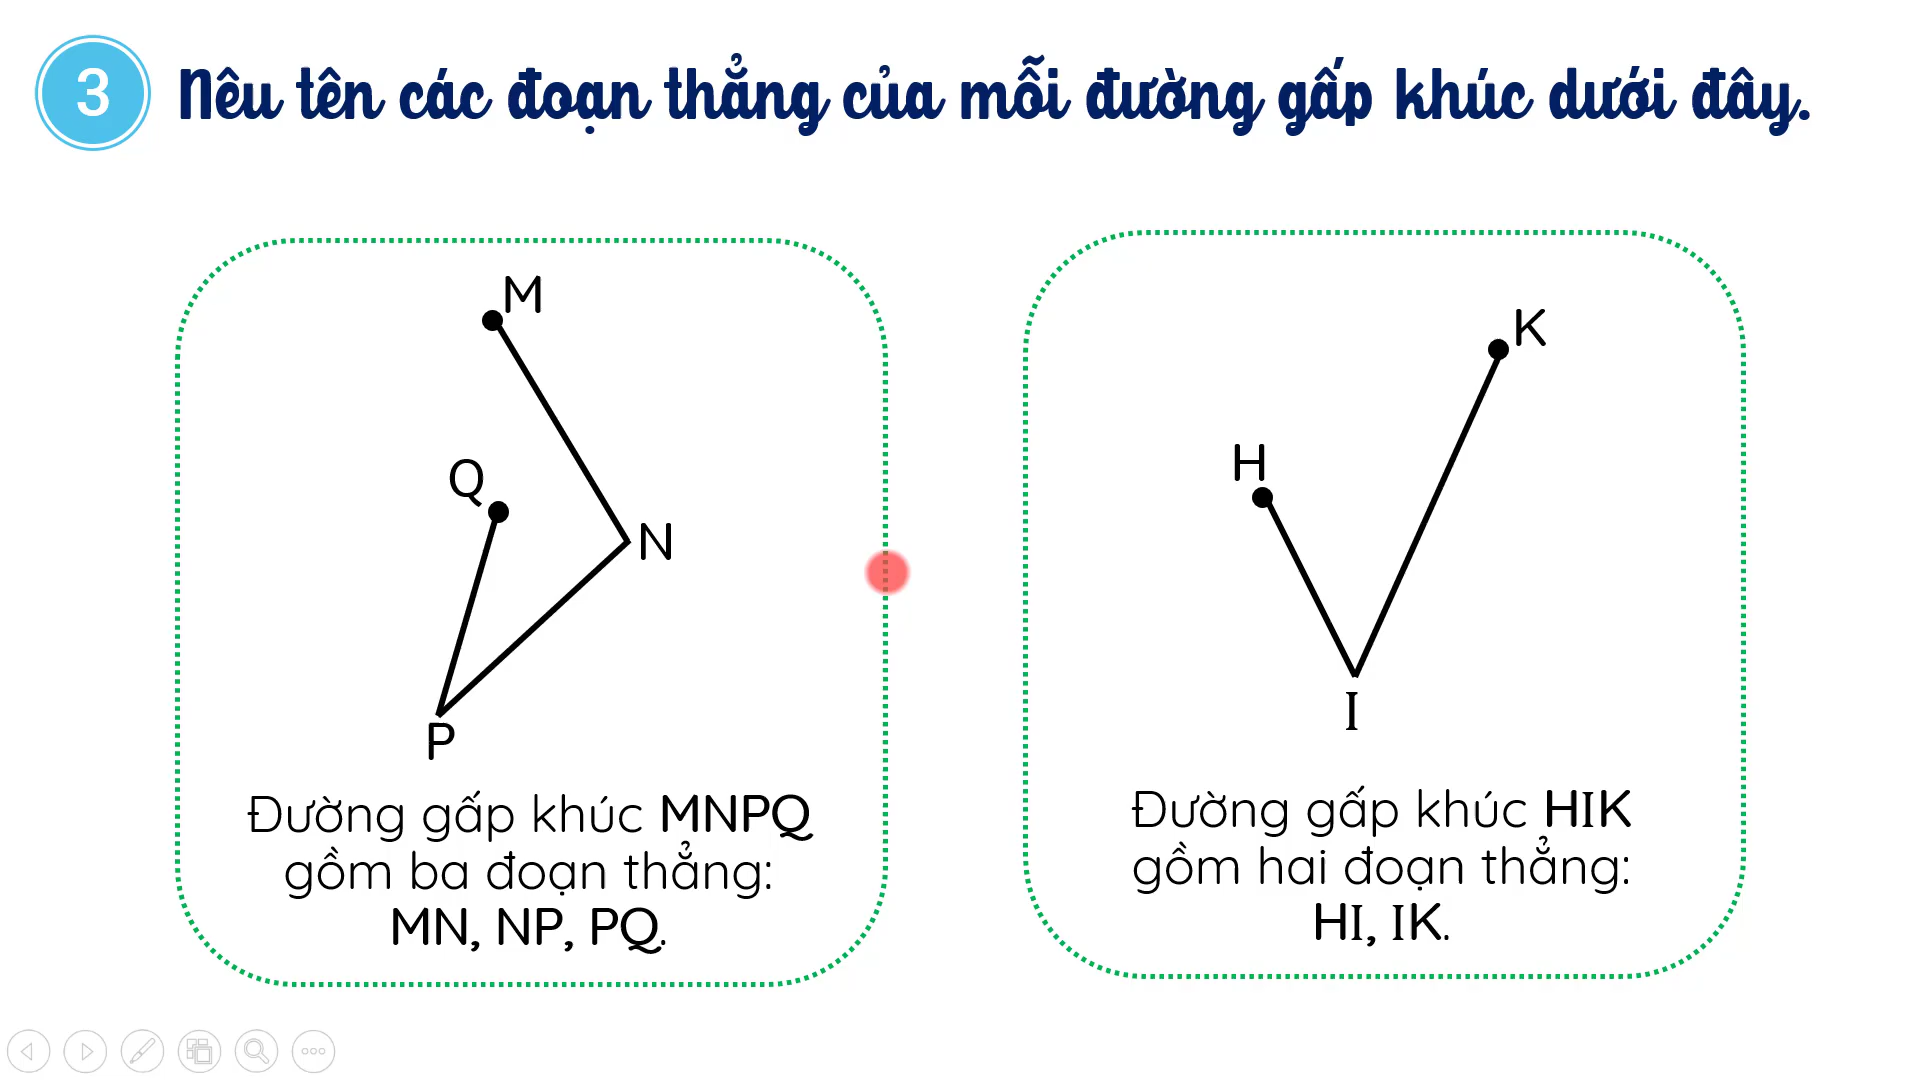 3 Nêu tên các đoạn thẳng của mỗi đường gấp khúc dưới đây.
M
Q
N
P
Đường gấp khúc MNPQ
gồm ba đoạn thẳng:
MN, NP, PQ.
K
H
I
Đường gấp khúc HIK
gồm hai đoạn thẳng:
HI, IK.